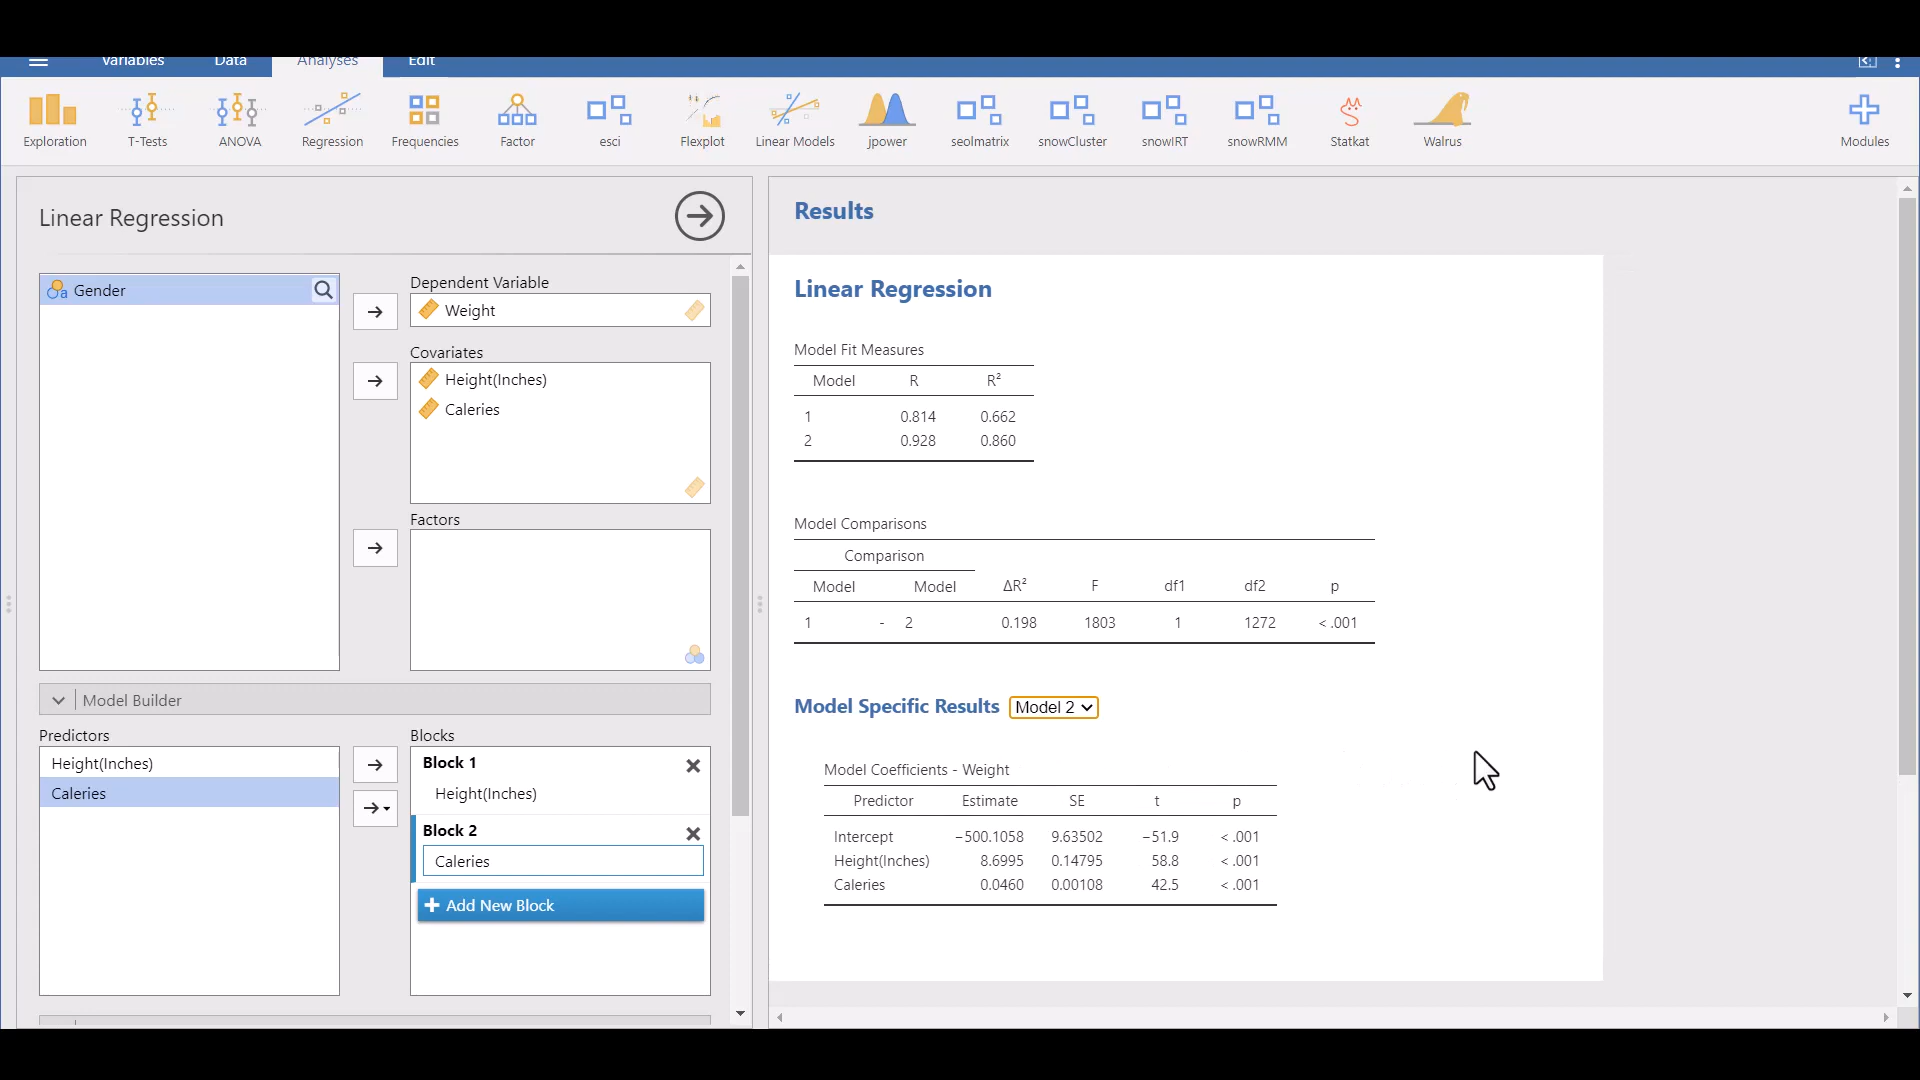 Variables Data Analyses Edit
Exploration T-Tests ANOVA Regression Frequencies Factor esci Flexplot Linear Models jpower seolmatrix snowCluster snowIRT snowRMM Statkat Walrus Modules
Linear Regression
Gender
Dependent Variable
Weight
Covariates
Height(Inches)
Caleries
Factors
Model Builder
Predictors
Height(Inches)
Caleries
Blocks
Block 1
Height(Inches)
Block 2
Caleries
Add New Block
Results
Linear Regression
Model Fit Measures
Model R R²
1 0.814 0.662
2 0.928 0.860
Model Comparisons
Comparison
Model Model ΔR² F df1 df2 p
1 - 2 0.198 1803 1 1272 < .001
Model Specific Results Model 2
Model Coefficients - Weight
Predictor Estimate SE t p
Intercept −500.1058 9.63502 −51.9 < .001
Height(Inches) 8.6995 0.14795 58.8 < .001
Caleries 0.0460 0.00108 42.5 < .001